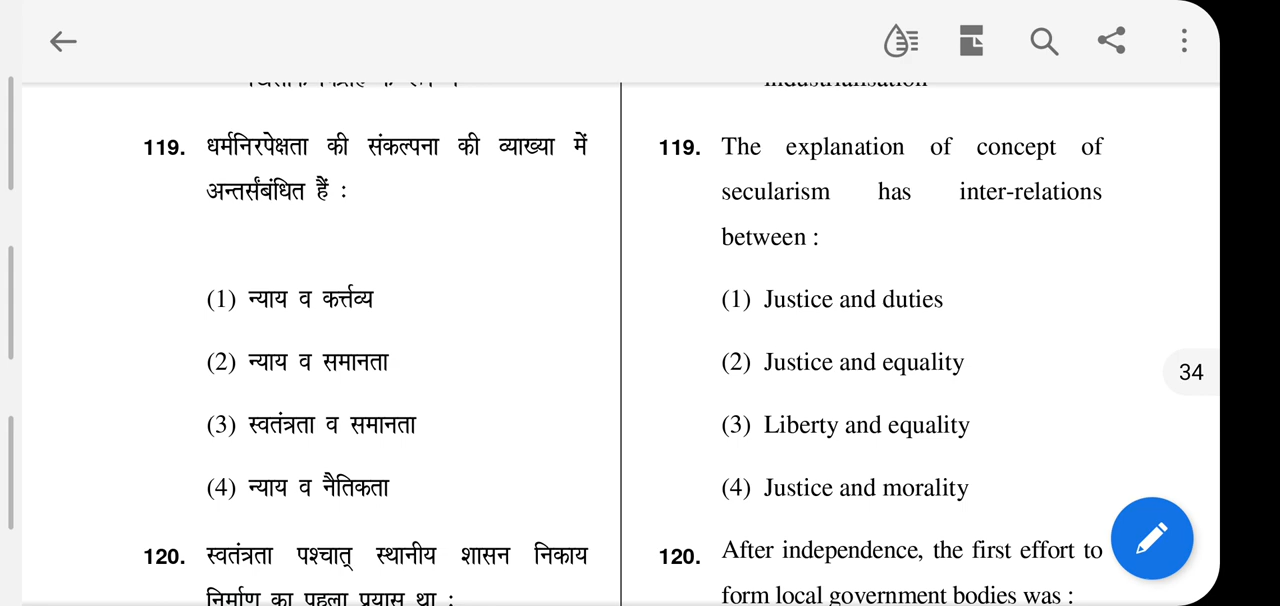 industrialisation
119. धर्मनिरपेक्षता की संकल्पना की व्याख्या में
अन्तर्संबंधित हैं :
(1) न्याय व कर्त्तव्य
(2) न्याय व समानता
(3) स्वतंत्रता व समानता
(4) न्याय व नैतिकता
120. स्वतंत्रता पश्चात् स्थानीय शासन निकाय
निर्माण का पहला प्रयास था :
119. The explanation of concept of
secularism has inter-relations
between :
(1) Justice and duties
(2) Justice and equality
(3) Liberty and equality
(4) Justice and morality
120. After independence, the first effort to
form local government bodies was :
34